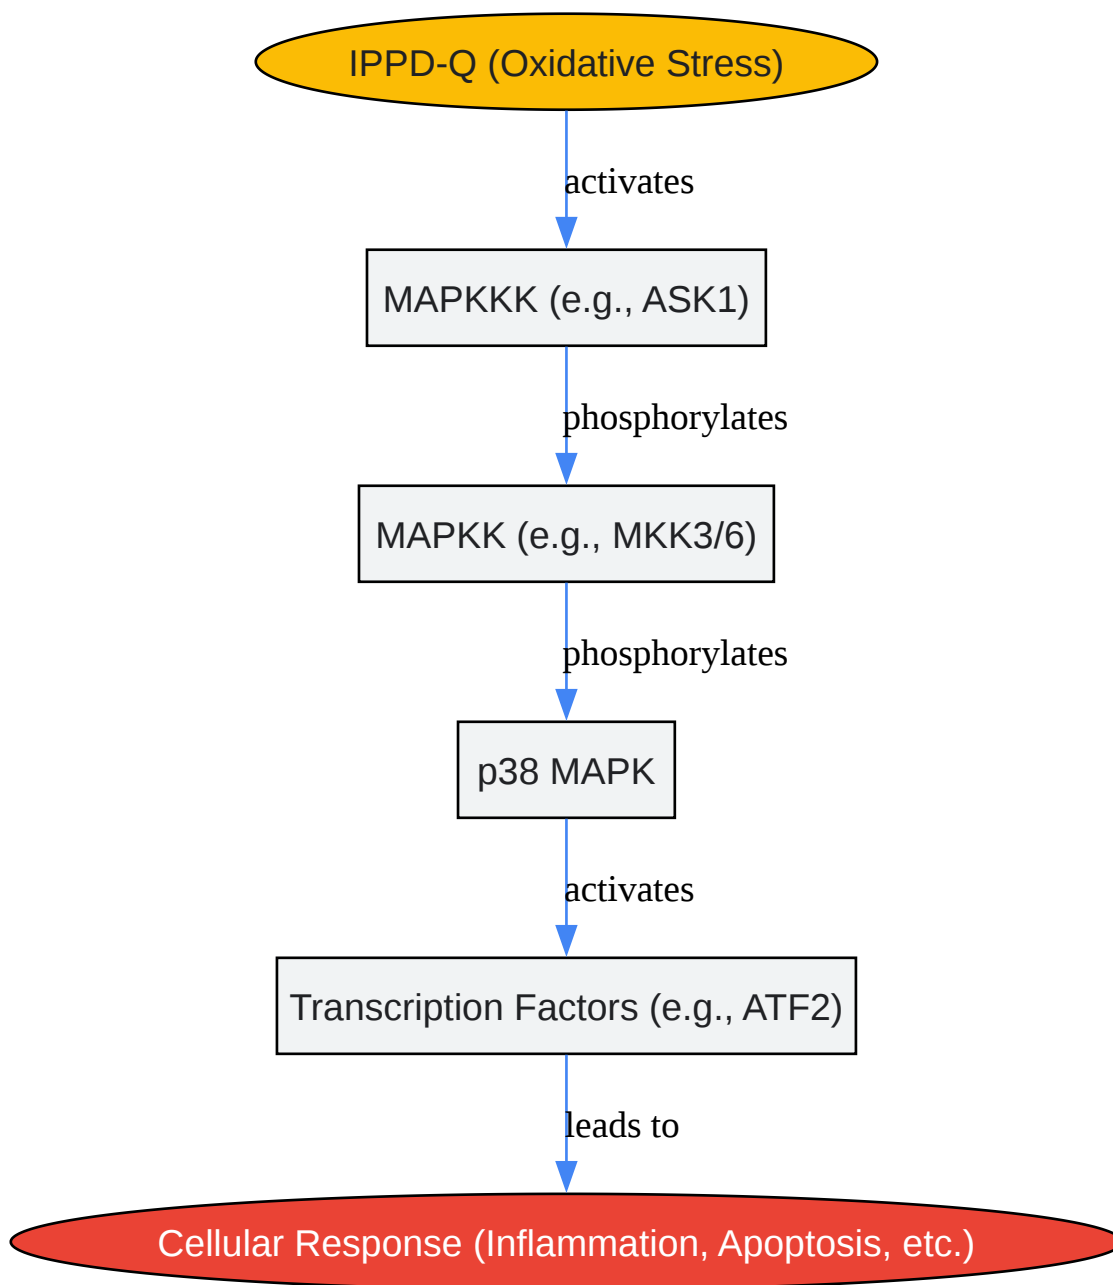 IPPD-Q (Oxidative Stress)
activates
MAPKKK (e.g., ASK1)
phosphorylates
MAPKK (e.g., MKK3/6)
phosphorylates
p38 MAPK
activates
Transcription Factors (e.g., ATF2)
leads to
Cellular Response (Inflammation, Apoptosis, etc.)